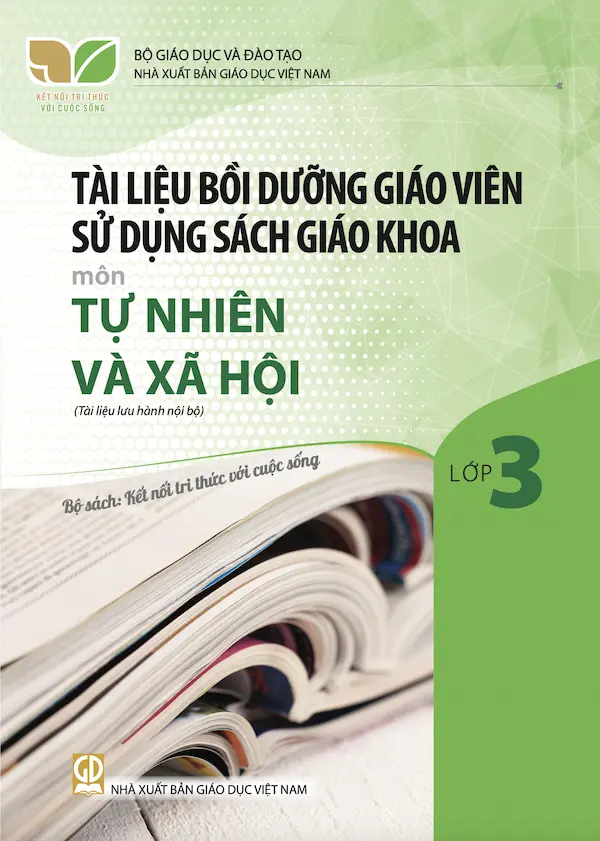 BỘ GIÁO DỤC VÀ ĐÀO TẠO
NHÀ XUẤT BẢN GIÁO DỤC VIỆT NAM
KẾT NỐI TRI THỨC
VỚI CUỘC SỐNG
TÀI LIỆU BỒI DƯỠNG GIÁO VIÊN
SỬ DỤNG SÁCH GIÁO KHOA
môn
TỰ NHIÊN
VÀ XÃ HỘI
(Tài liệu lưu hành nội bộ)
LỚP 3
Bộ sách: Kết nối tri thức với cuộc sống
GD
NHÀ XUẤT BẢN GIÁO DỤC VIỆT NAM